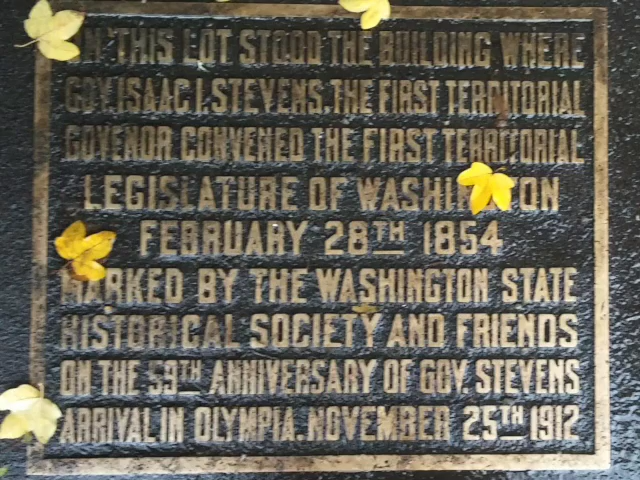 ON THIS LOT STOOD THE BUILDING WHERE
GOV. ISAAC I. STEVENS. THE FIRST TERRITORIAL
GOVENOR CONVENED THE FIRST TERRITORIAL
LEGISLATURE OF WASHINGTON
FEBRUARY 28TH 1854
MARKED BY THE WASHINGTON STATE
HISTORICAL SOCIETY AND FRIENDS
ON THE 59TH ANNIVERSARY OF GOV. STEVENS
ARRIVAL IN OLYMPIA. NOVEMBER 25TH 1912